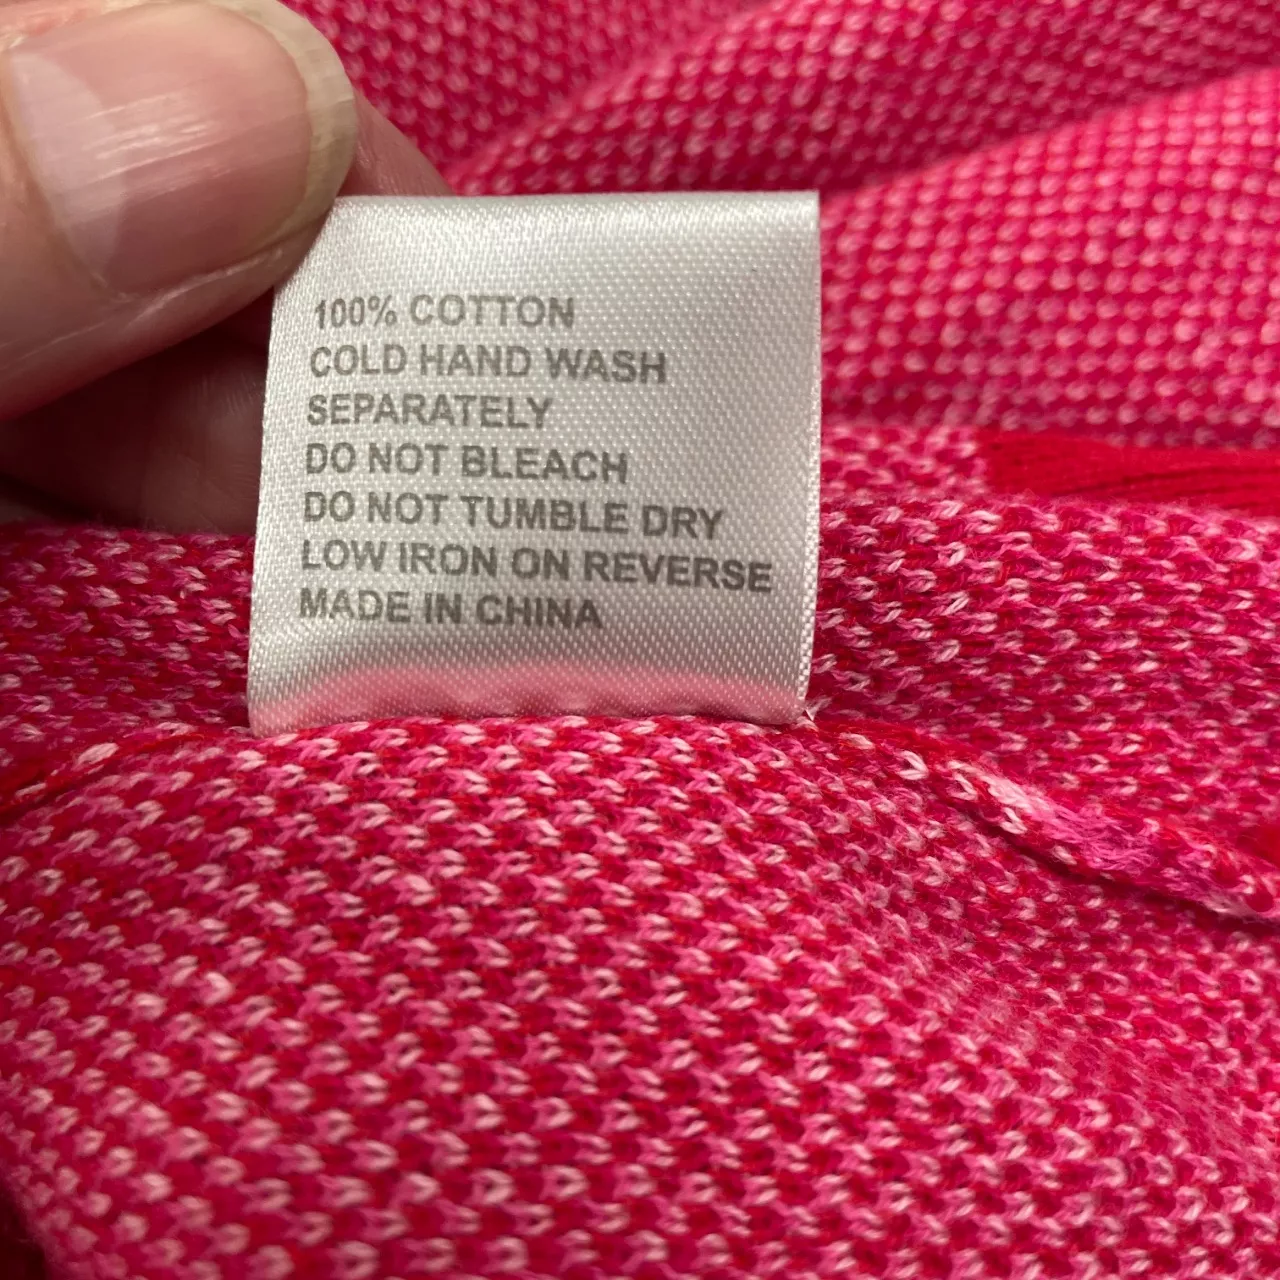 100% COTTON
COLD HAND WASH
SEPARATELY
DO NOT BLEACH
DO NOT TUMBLE DRY
LOW IRON ON REVERSE
MADE IN CHINA